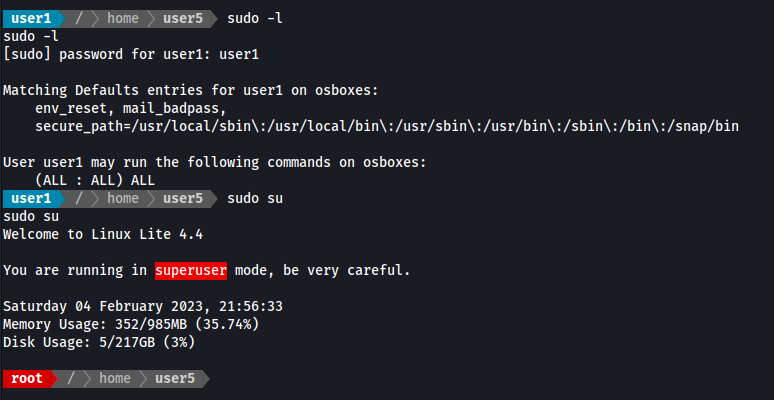 user1 / home user5 sudo -l
sudo -l
[sudo] password for user1: user1
Matching Defaults entries for user1 on osboxes:
env_reset, mail_badpass,
secure_path=/usr/local/sbin\:/usr/local/bin\:/usr/sbin\:/usr/bin\:/sbin\:/bin\:/snap/bin
User user1 may run the following commands on osboxes:
(ALL : ALL) ALL
user1 / home user5 sudo su
sudo su
Welcome to Linux Lite 4.4
You are running in superuser mode, be very careful.
Saturday 04 February 2023, 21:56:33
Memory Usage: 352/985MB (35.74%)
Disk Usage: 5/217GB (3%)
root / home user5